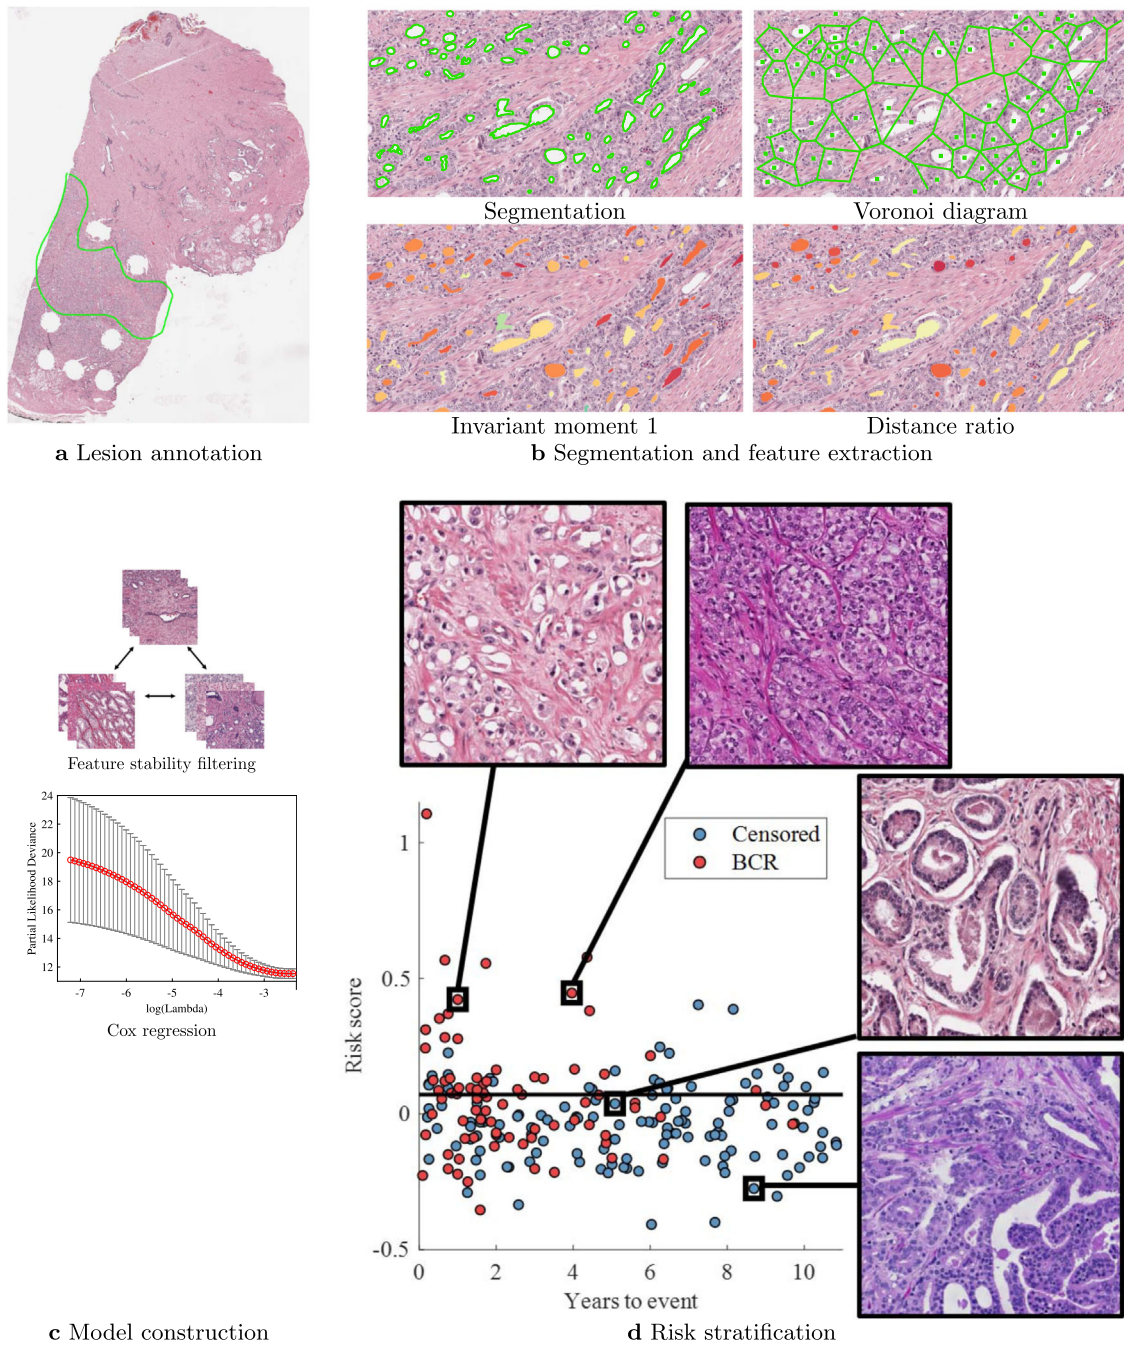 Segmentation
Voronoi diagram
Invariant moment 1
Distance ratio
a Lesion annotation
b Segmentation and feature extraction
Feature stability filtering
24
22
20
18
16
14
12
Partial Likelihood Deviance
-7
-6
-5
-4
-3
log(Lambda)
Cox regression
c Model construction
Censored
BCR
1
0.5
0
-0.5
Risk score
0
2
4
6
8
10
Years to event
d Risk stratification